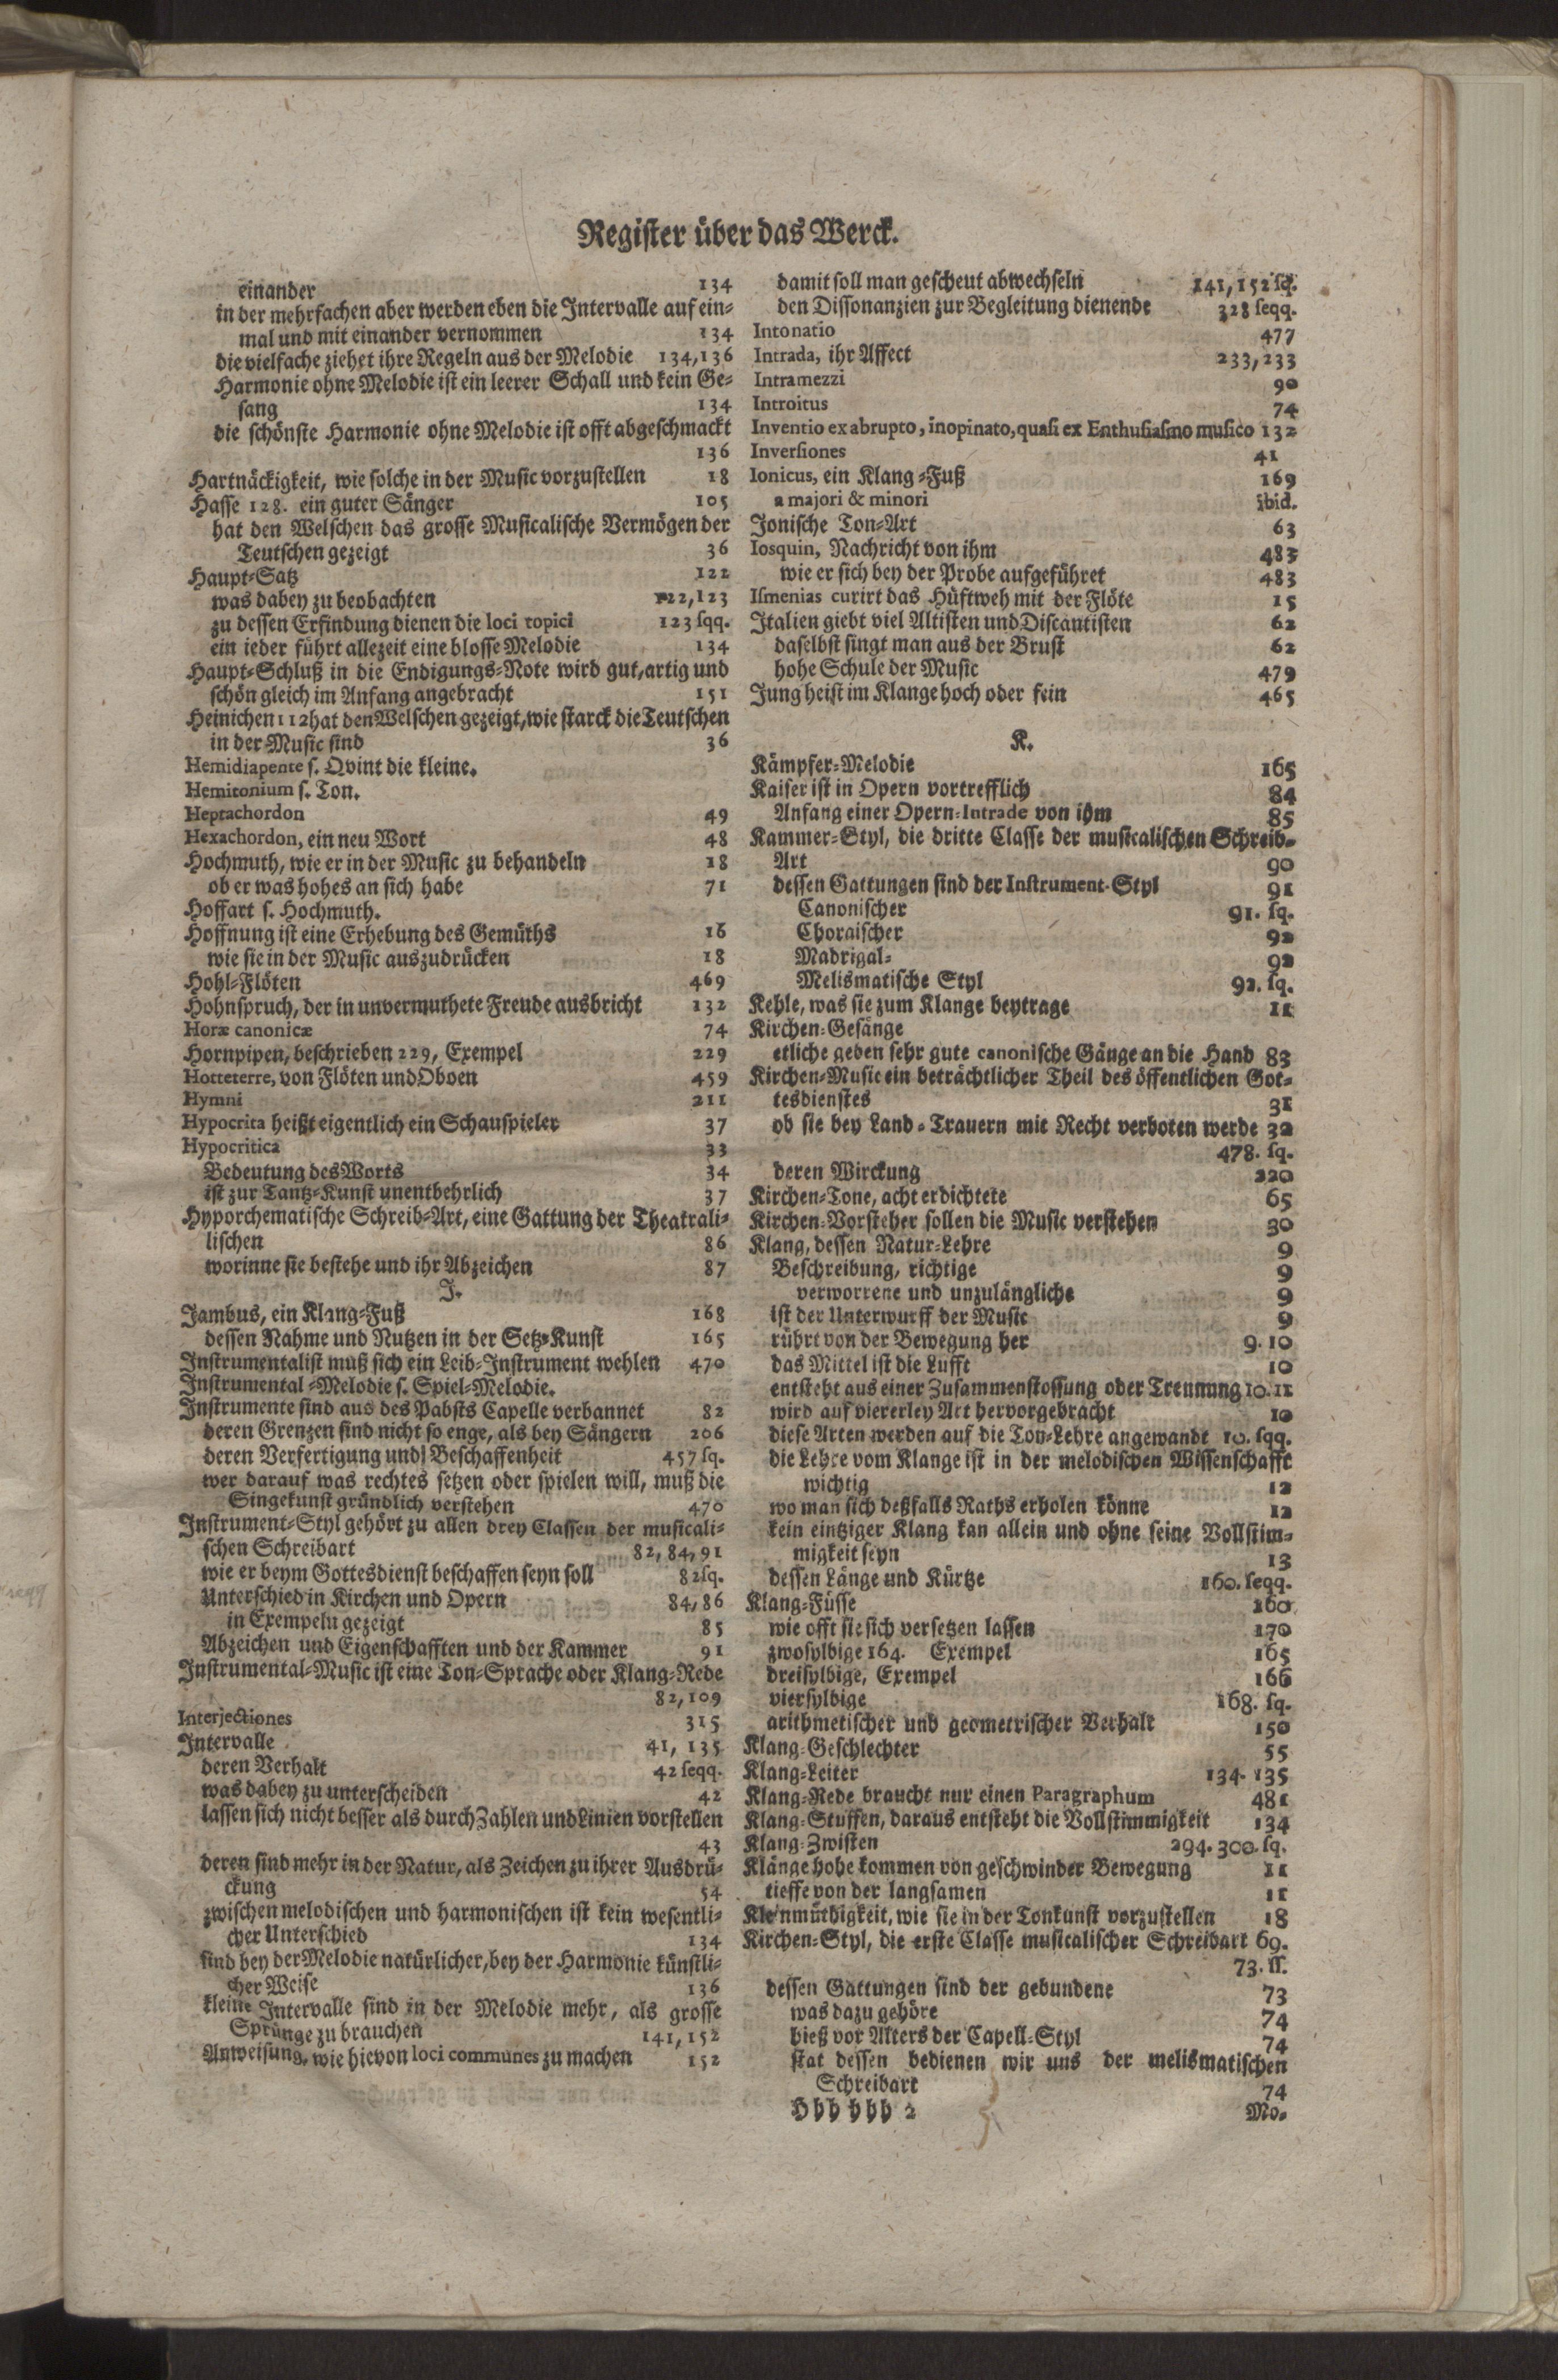 Register über das Werck.
einander 134
in der mehrfachen aber werden eben die Intervalle auf ein-
mal und mit einander vernommen 134
die vielfache ziehet ihre Regeln aus der Melodie 134,136
Harmonie ohne Melodie ist ein leerer Schall und kein Ge-
sang 134
die schönste Harmonie ohne Melodie ist offt abgeschmackt
136
Hartnäckigkeit, wie solche in der Music vorzustellen 18
Hasse 128. ein guter Sänger 105
hat den Welschen das grosse Musicalische Vermögen der
Teutschen gezeigt 36
Haupt-Satz 122
was dabey zu beobachten 122,123
zu dessen Erfindung dienen die loci topici 123 sqq.
ein ieder führt allezeit eine blosse Melodie 134
Haupt-Schluß in die Endigungs-Note wird gut, artig und
schön gleich im Anfang angebracht 151
Heinichen 112 hat den Welschen gezeigt, wie starck die Teutschen
in der Music sind 36
Hemidiapente s. Qvint die kleine.
Hemitonium s. Ton.
Heptachordon 49
Hexachordon, ein neu Wort 48
Hochmuth, wie er in der Music zu behandeln 18
ob er was hohes an sich habe 71
Hoffart s. Hochmuth.
Hoffnung ist eine Erhebung des Gemüths 16
wie sie in der Music auszudrücken 18
Hohl-Flöten 469
Hohnspruch, der in unvermuthete Freude ausbricht 132
Horæ canonicæ 74
Hornpipen, beschrieben 229, Exempel 229
Hotteterre, von Flöten und Oboen 459
Hymni 211
Hypocrita heißt eigentlich ein Schauspieler 37
Hypocritica 33
Bedeutung des Worts 34
ist zur Tantz-Kunst unentbehrlich 37
Hyporchematische Schreib-Art, eine Gattung der Theatrali-
lischen 86
worinne sie bestehe und ihr Abzeichen 87
J.
Jambus, ein Klang-Fuß 168
dessen Nahme und Nutzen in der Setz-Kunst 165
Instrumentalist muß sich ein Leib-Instrument wehlen 470
Instrumental-Melodie s. Spiel-Melodie.
Instrumente sind aus des Pabsts Capelle verbannet 82
deren Grenzen sind nicht so enge, als bey Sängern 206
deren Verfertigung und Beschaffenheit 457 sq.
wer darauf was rechtes setzen oder spielen will, muß die
Singekunst gründlich verstehen 470
Instrument-Styl gehört zu allen drey Classen der musicali-
schen Schreibart 82, 84, 91
wie er beym Gottesdienst beschaffen seyn soll 82 sq.
Unterschied in Kirchen und Opern 84, 86
in Exempeln gezeigt 85
Abzeichen und Eigenschafften und der Kammer 91
Instrumental-Music ist eine Ton-Sprache oder Klang-Rede
82, 109
Interjectiones 315
Intervalle 41, 135
deren Verhalt 42 seqq.
was dabey zu unterscheiden 42
lassen sich nicht besser als durch Zahlen und Linien vorstellen
43
deren sind mehr in der Natur, als Zeichen zu ihrer Ausdrü-
ckung 54
zwischen melodischen und harmonischen ist kein wesentli-
cher Unterschied 134
sind bey der Melodie natürlicher, bey der Harmonie künstli-
cher Weise 136
kleine Intervalle sind in der Melodie mehr, als grosse
Sprünge zu brauchen 141, 152
Anweisung, wie hievon loci communes zu machen 152
damit soll man gescheut abwechseln 141, 152 sq.
den Dissonanzien zur Begleitung dienende 328 seqq.
Intonatio 477
Intrada, ihr Affect 233, 233
Intramezzi 90
Introitus 74
Inventio ex abrupto, inopinato, quasi ex Enthusiasmo musico 132
Inversiones 41
Ionicus, ein Klang-Fuß 169
a majori & minori ibid.
Jonische Ton-Art 63
Iosquin, Nachricht von ihm 483
wie er sich bey der Probe aufgeführet 483
Ismenias curirt das Hüftweh mit der Flöte 15
Italien giebt viel Altisten und Discantisten 62
daselbst singt man aus der Brust 62
hohe Schule der Music 479
Jung heist im Klange hoch oder fein 465
K.
Kämpfer-Melodie 165
Kaiser ist in Opern vortrefflich 84
Anfang einer Opern-Intrade von ihm 85
Kammer-Styl, die dritte Classe der musicalischen Schreib-
Art 90
dessen Gattungen sind der Instrument-Styl 91
Canonischer 91. sq.
Choraischer 92
Madrigal- 92
Melismatische Styl 92. sq.
Kehle, was sie zum Klange beytrage 11
Kirchen-Gesänge
etliche geben sehr gute canonische Gänge an die Hand 83
Kirchen-Music ein beträchtlicher Theil des öffentlichen Got-
tesdienstes 31
ob sie bey Land-Trauern mit Recht verboten werde 32
478. sq.
deren Wirckung 220
Kirchen-Tone, acht erdichtete 65
Kirchen-Vorsteher sollen die Music verstehen 30
Klang, dessen Natur-Lehre 9
Beschreibung, richtige 9
verworrene und unzulängliche 9
ist der Unterwurff der Music 9
rührt von der Bewegung her 9. 10
das Mittel ist die Lufft 10
entsteht aus einer Zusammenstossung oder Trennung 10. 11
wird auf viererley Art hervorgebracht 10
diese Arten werden auf die Ton-Lehre angewandt 10. sqq.
die Lehre vom Klange ist in der melodischen Wissenschafft
wichtig 12
wo man sich deßfalls Raths erholen könne 12
kein eintziger Klang kan allein und ohne seine Vollstim-
migkeit seyn 13
dessen Länge und Kürtze 160. seqq.
Klang-Füsse 160
wie offt sie sich versetzen lassen 170
zwosylbige 164. Exempel 165
dreisylbige, Exempel 166
viersylbige 168. sq.
arithmetischer und geometrischer Verhalt 150
Klang-Geschlechter 55
Klang-Leiter 134. 135
Klang-Rede braucht nur einen Paragraphum 481
Klang-Stuffen, daraus entsteht die Vollstimmigkeit 134
Klang-Zwisten 294. 300. sq.
Klänge hohe kommen von geschwinder Bewegung 11
tieffe von der langsamen 11
Kleinmüthigkeit, wie sie in der Tonkunst vorzustellen 18
Kirchen-Styl, die erste Classe musicalischer Schreibart 69.
73. ss.
dessen Gattungen sind der gebundene 73
was dazu gehöre 74
hieß vor Alters der Capell-Styl 74
stat dessen bedienen wir uns der melismatischen
Schreibart 74
Hhh hhh 2 Mo-